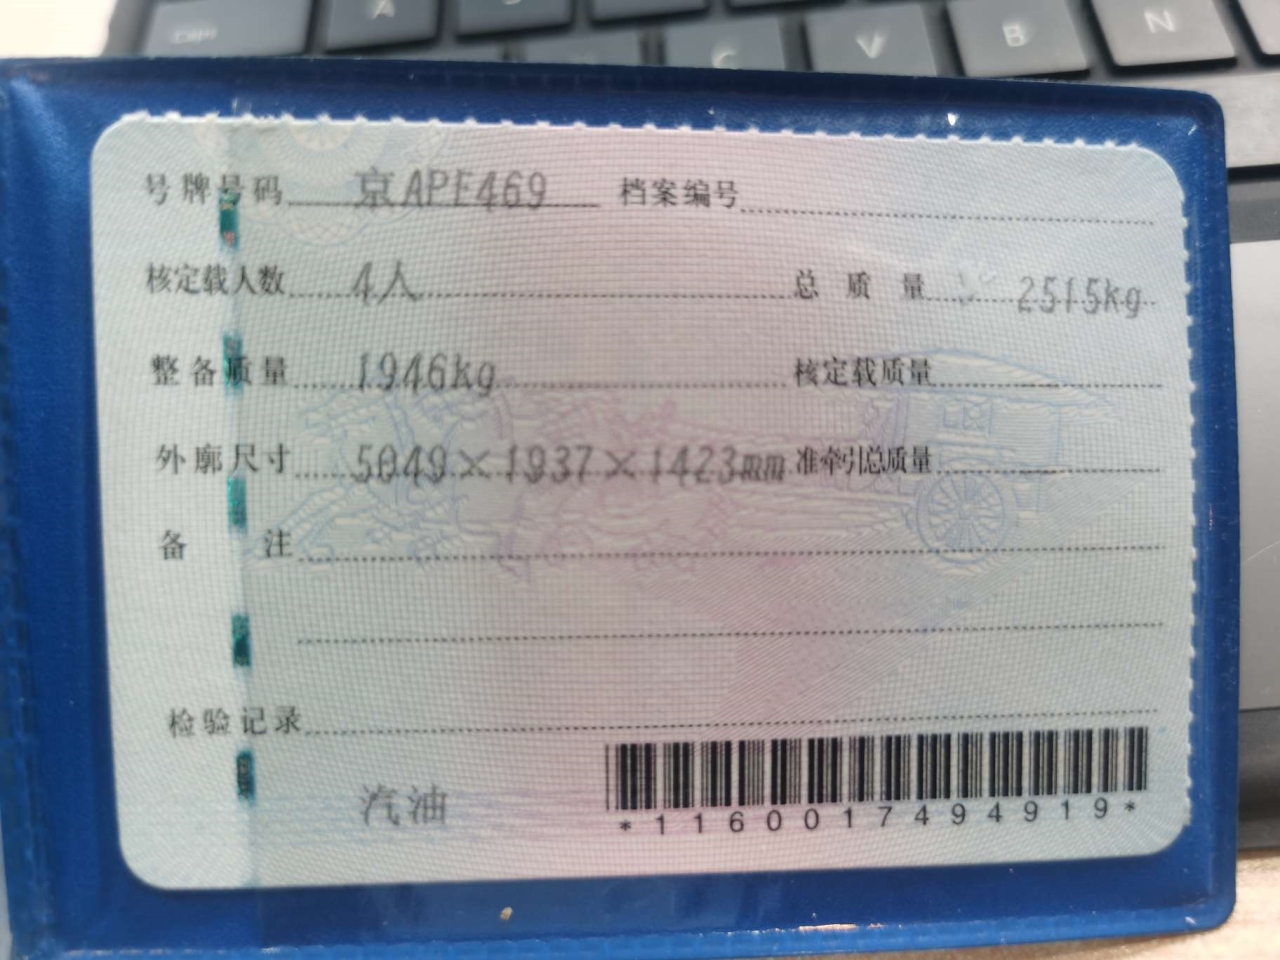 A
C
V
B
N
号牌号码 京APE469 档案编号
核定载人数 4人 总质量 2515kg
整备质量 1946kg 核定载质量
外廓尺寸 5049×1937×1423mm 准牵引总质量
备注
检验记录
汽油
*1160017494919*